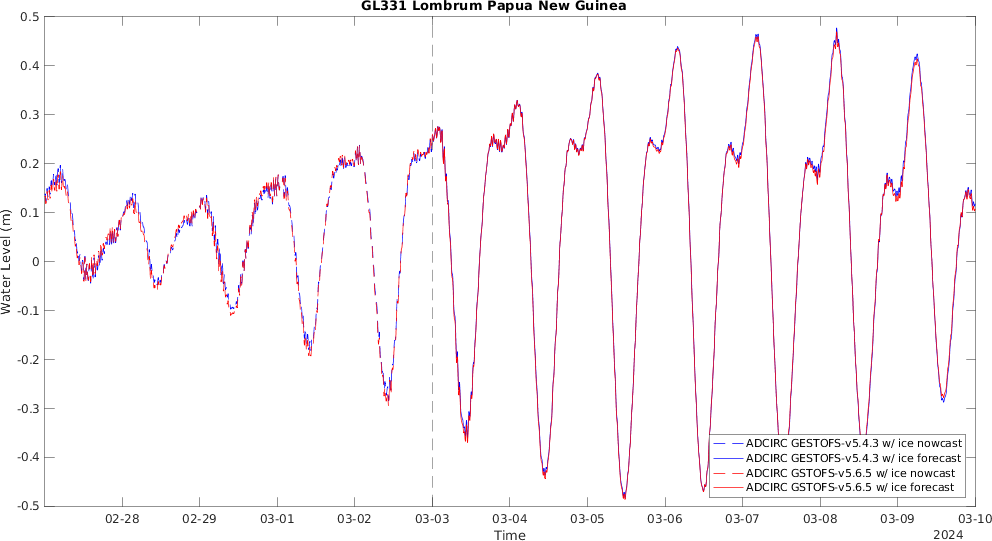 GL331 Lombrum Papua New Guinea
0.5
0.4
0.3
0.2
0.1
0
-0.1
-0.2
-0.3
-0.4
-0.5
Water Level (m)
ADCIRC GESTOFS-v5.4.3 w/ ice nowcast
ADCIRC GESTOFS-v5.4.3 w/ ice forecast
ADCIRC GSTOFS-v5.6.5 w/ ice nowcast
ADCIRC GSTOFS-v5.6.5 w/ ice forecast
02-28 02-29 03-01 03-02 03-03 03-04 03-05 03-06 03-07 03-08 03-09 03-10
Time
2024